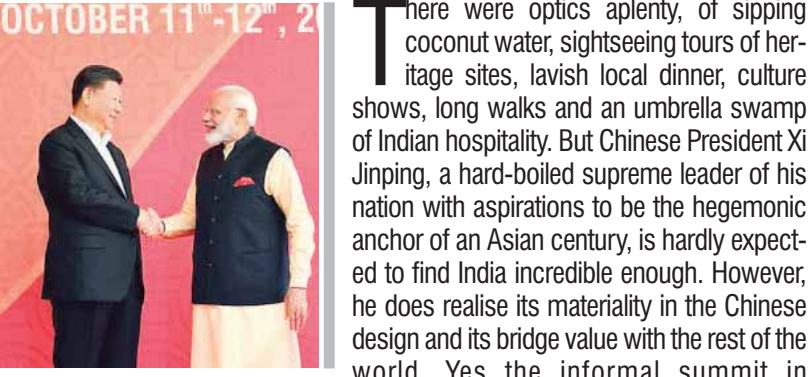 OCTOBER 11th-12th, 2
There were optics aplenty, of sipping
coconut water, sightseeing tours of her-
itage sites, lavish local dinner, culture
shows, long walks and an umbrella swamp
of Indian hospitality. But Chinese President Xi
Jinping, a hard-boiled supreme leader of his
nation with aspirations to be the hegemonic
anchor of an Asian century, is hardly expect-
ed to find India incredible enough. However,
he does realise its materiality in the Chinese
design and its bridge value with the rest of the
world. Yes the informal summit in